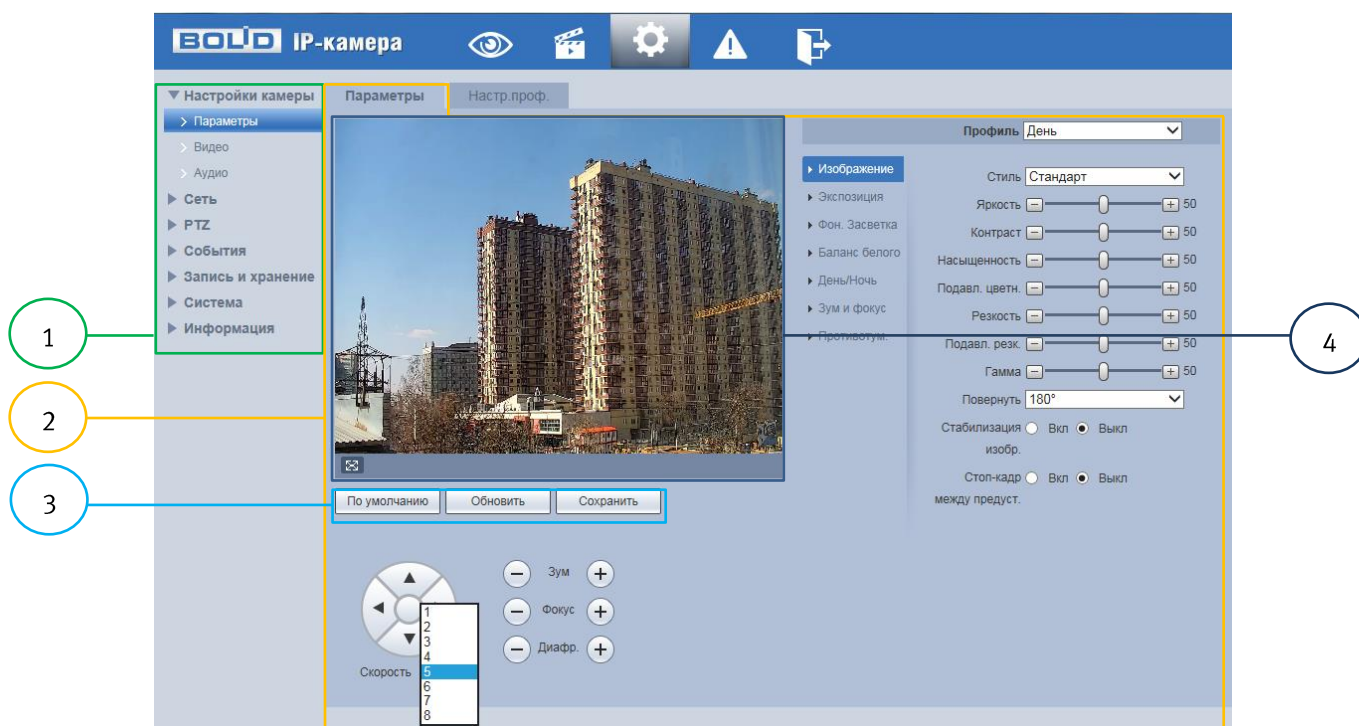 BOLID IP-камера
Настройки камеры
Параметры
Видео
Аудио
Сеть
PTZ
События
Запись и хранение
Система
Информация
1
2
3
4
Параметры
Настр.проф.
Профиль День
Изображение
Экспозиция
Фон. Засветка
Баланс белого
День/Ночь
Зум и фокус
Противотум.
Стиль Стандарт
Яркость 50
Контраст 50
Насыщенность 50
Подавл. цветн. 50
Резкость 50
Подавл. резк. 50
Гамма 50
Повернуть 180°
Стабилизация Вкл Выкл
изобр.
Стоп-кадр Вкл Выкл
между предуст.
По умолчанию Обновить Сохранить
Зум
Фокус
Диафр.
Скорость
1
2
3
4
5
6
7
8